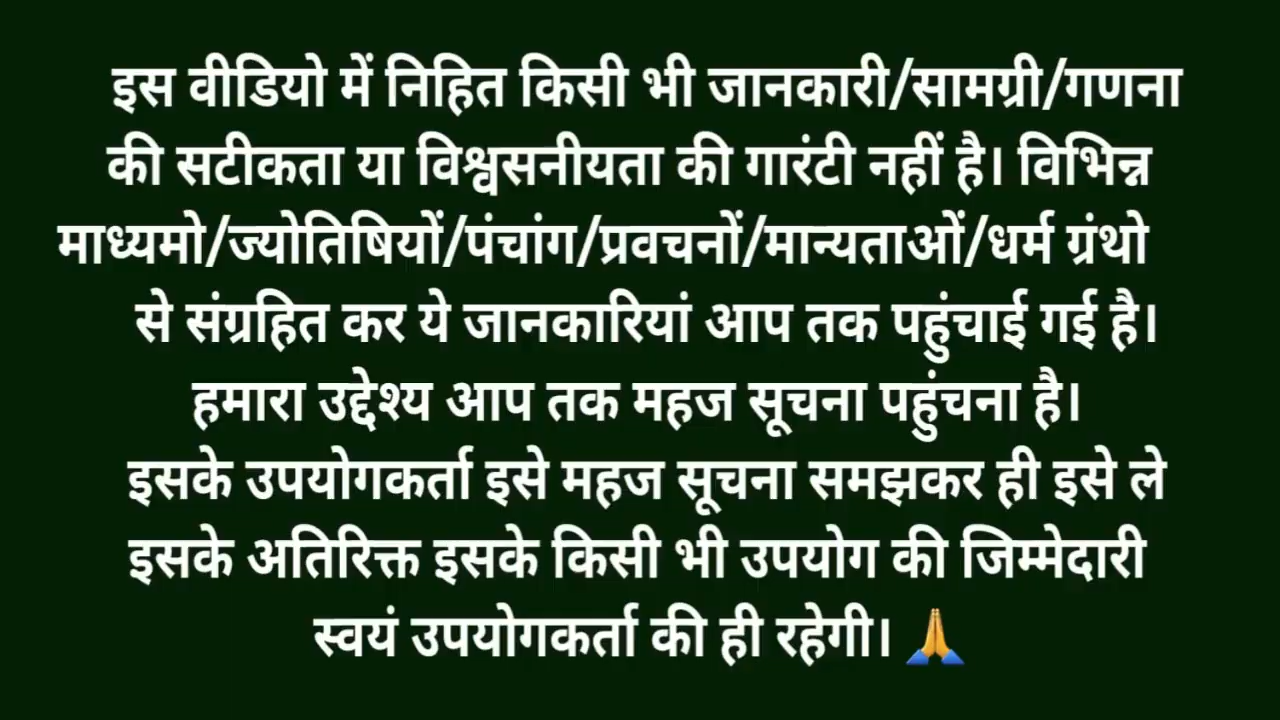 इस वीडियो में निहित किसी भी जानकारी/सामग्री/गणना
की सटीकता या विश्वसनीयता की गारंटी नहीं है। विभिन्न
माध्यमो/ज्योतिषियों/पंचांग/प्रवचनों/मान्यताओं/धर्म ग्रंथो
से संग्रहित कर ये जानकारियां आप तक पहुंचाई गई है।
हमारा उद्देश्य आप तक महज सूचना पहुंचना है।
इसके उपयोगकर्ता इसे महज सूचना समझकर ही इसे ले
इसके अतिरिक्त इसके किसी भी उपयोग की जिम्मेदारी
स्वयं उपयोगकर्ता की ही रहेगी। 🙏